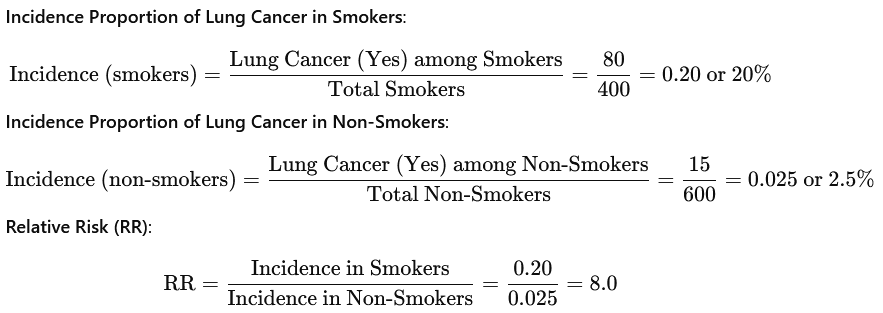 Incidence Proportion of Lung Cancer in Smokers:
Incidence (smokers) = Lung Cancer (Yes) among Smokers / Total Smokers = 80 / 400 = 0.20 or 20%
Incidence Proportion of Lung Cancer in Non-Smokers:
Incidence (non-smokers) = Lung Cancer (Yes) among Non-Smokers / Total Non-Smokers = 15 / 600 = 0.025 or 2.5%
Relative Risk (RR):
RR = Incidence in Smokers / Incidence in Non-Smokers = 0.20 / 0.025 = 8.0